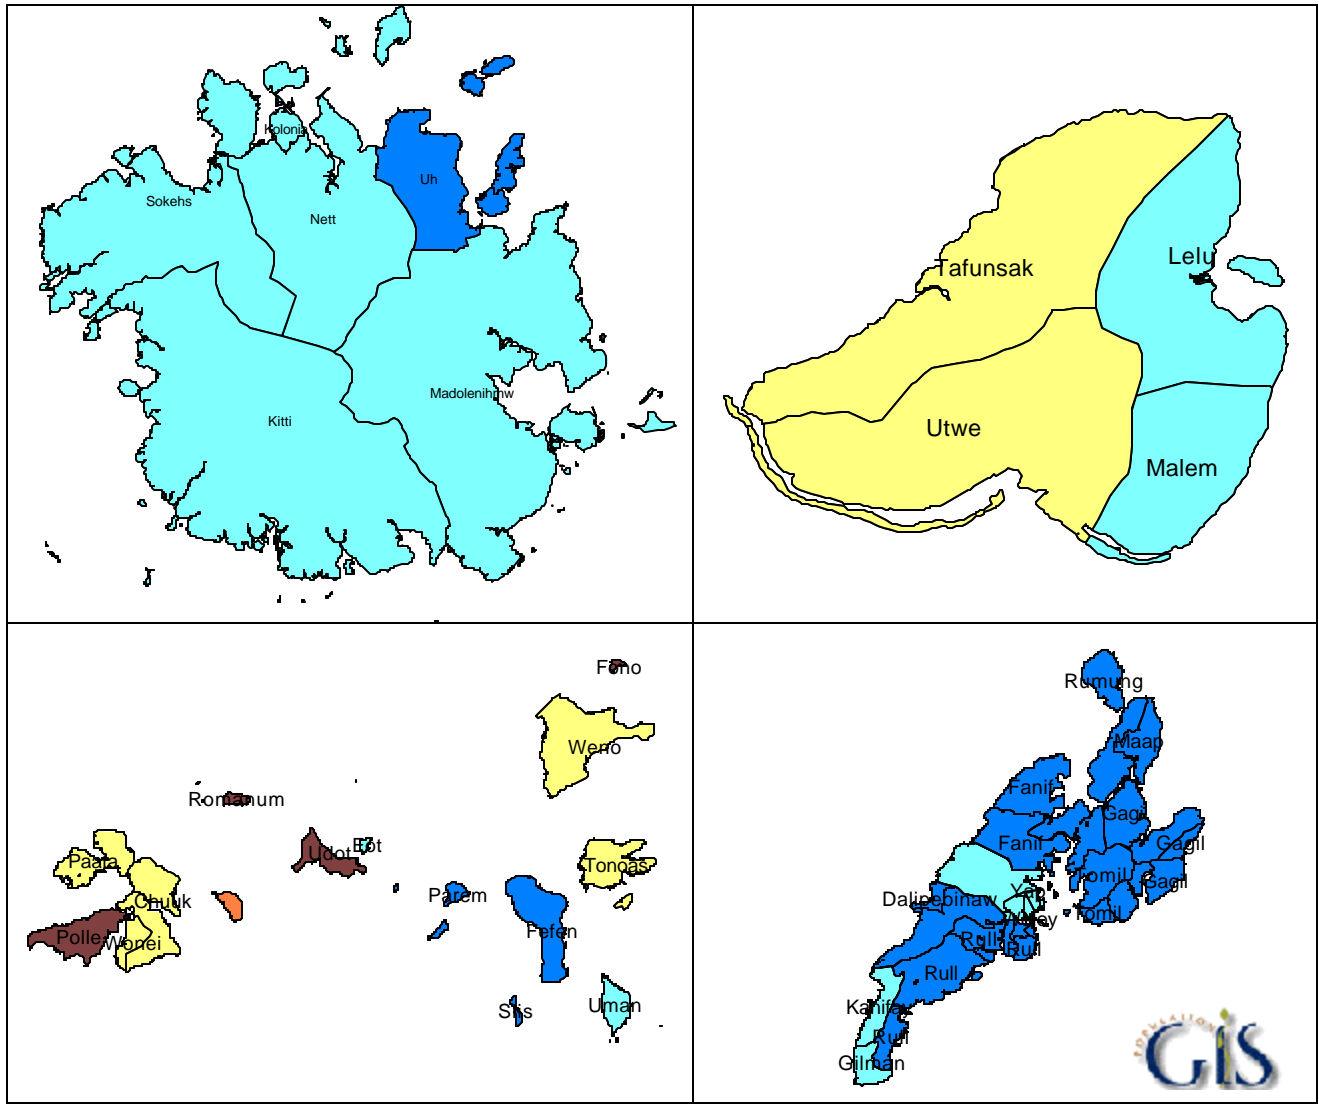 Kolonia
Uh
Sokehs
Nett
Madolenihmw
Kitti
Tafunsak
Lelu
Utwe
Malem
Fono
Weno
Romanum
Udot
Eot
Paata
Tonoas
Chuuk
Parem
Polle
Wonei
Fefen
Siis
Uman
Rumung
Maap
Fanif
Gagil
Fanif
Gagil
Tomil
Gagil
Yap
Dalipebinaw
Tomil
Rull
Rull
Rull
Kanifay
Rull
Gilman
POPULATION
GIS